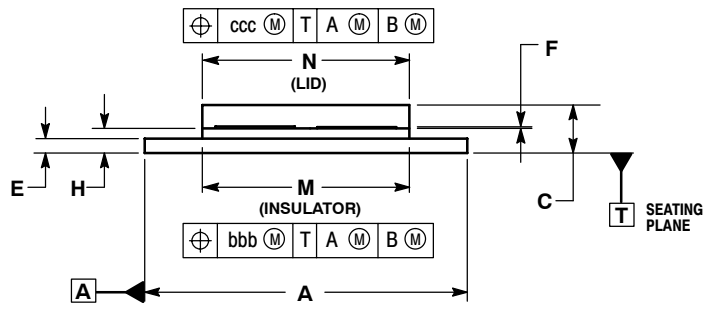 ⌖ ccc Ⓜ T A Ⓜ B Ⓜ
N
(LID)
F
E
H
M
(INSULATOR)
C
T SEATING
PLANE
⌖ bbb Ⓜ T A Ⓜ B Ⓜ
A
A